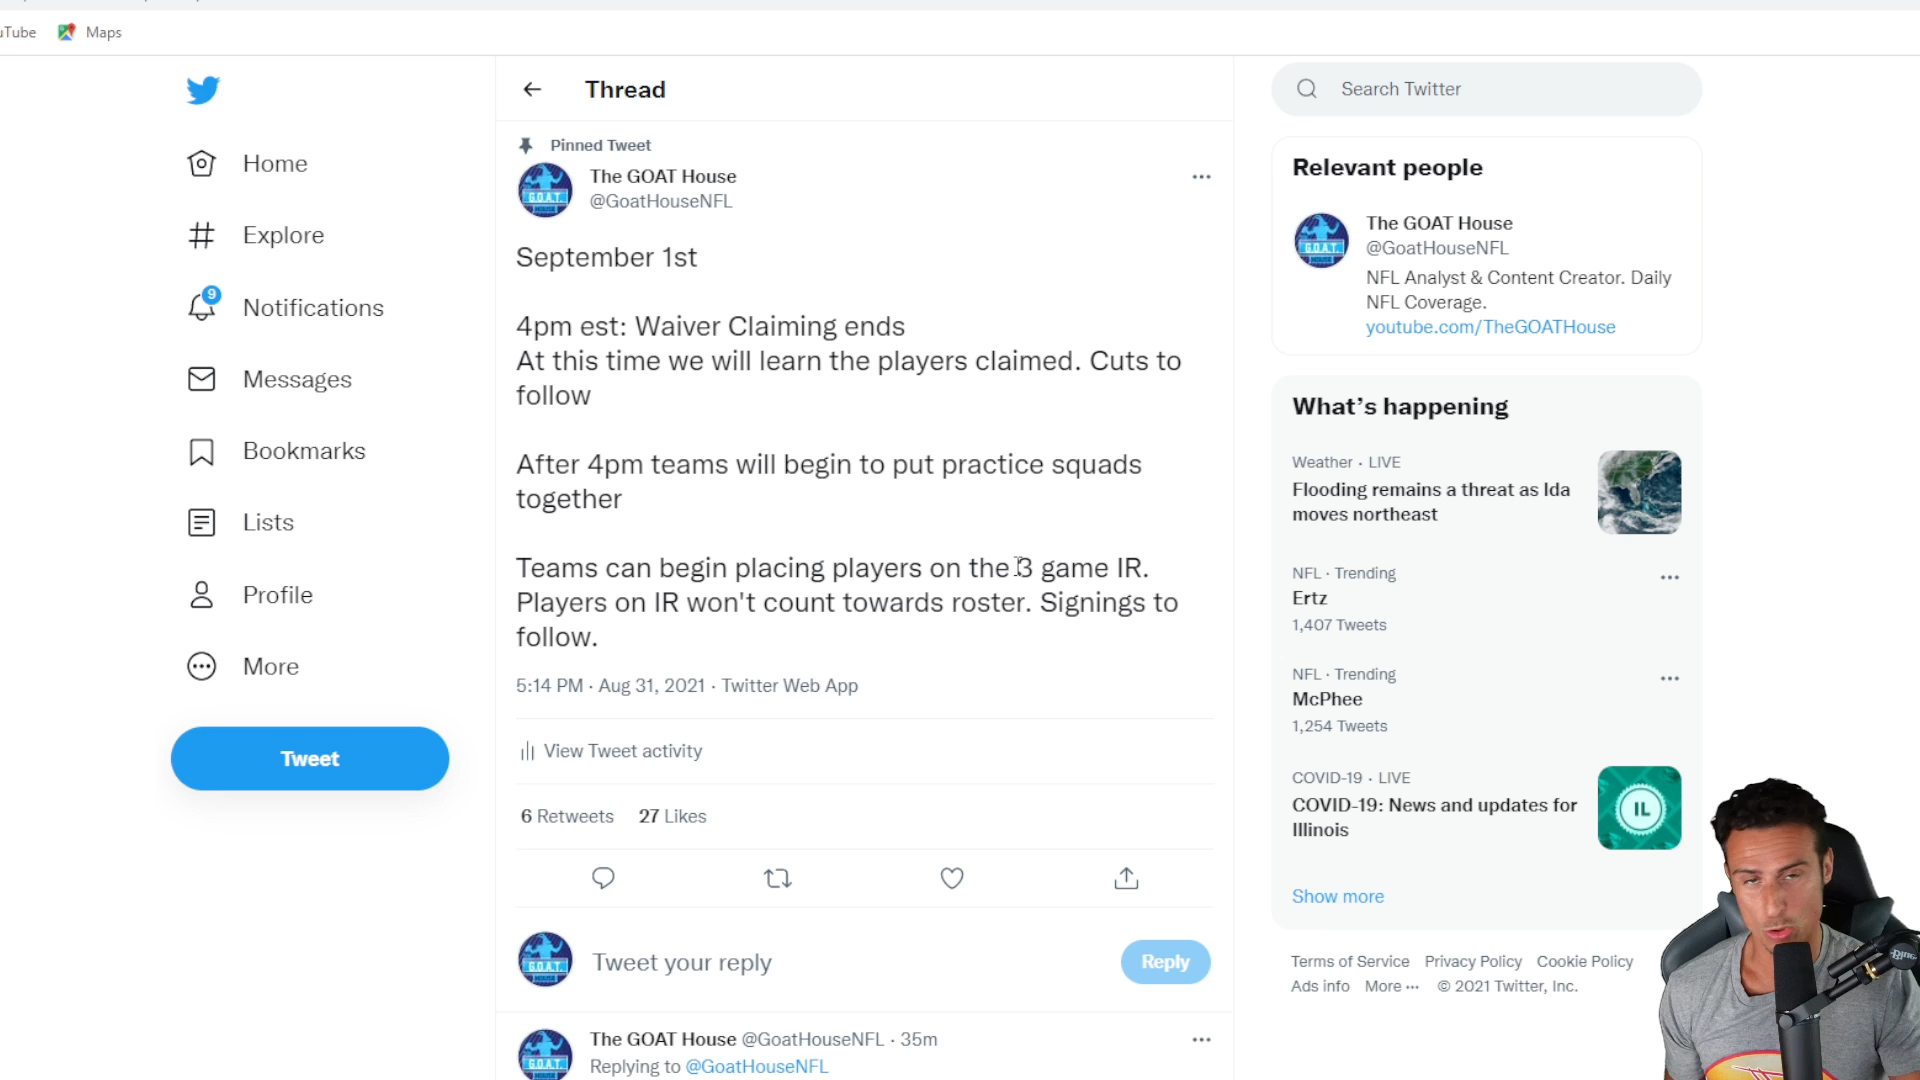 uTube
Maps
Thread
Search Twitter
Pinned Tweet
The GOAT House
@GoatHouseNFL
September 1st
4pm est: Waiver Claiming ends
At this time we will learn the players claimed. Cuts to
follow
After 4pm teams will begin to put practice squads
together
Teams can begin placing players on the 3 game IR.
Players on IR won't count towards roster. Signings to
follow.
5:14 PM · Aug 31, 2021 · Twitter Web App
View Tweet activity
6 Retweets 27 Likes
Tweet your reply
Reply
The GOAT House @GoatHouseNFL · 35m
Replying to @GoatHouseNFL
Home
Explore
9
Notifications
Messages
Bookmarks
Lists
Profile
More
Tweet
Relevant people
The GOAT House
@GoatHouseNFL
NFL Analyst & Content Creator. Daily
NFL Coverage.
youtube.com/TheGOATHouse
What's happening
Weather · LIVE
Flooding remains a threat as Ida
moves northeast
NFL · Trending
Ertz
1,407 Tweets
NFL · Trending
McPhee
1,254 Tweets
COVID-19 · LIVE
COVID-19: News and updates for
Illinois
IL
Show more
Terms of Service Privacy Policy Cookie Policy
Ads info More ··· © 2021 Twitter, Inc.
G.O.A.T.
HOUSE
G.O.A.T.
HOUSE
G.O.A.T.
HOUSE
G.O.A.T.